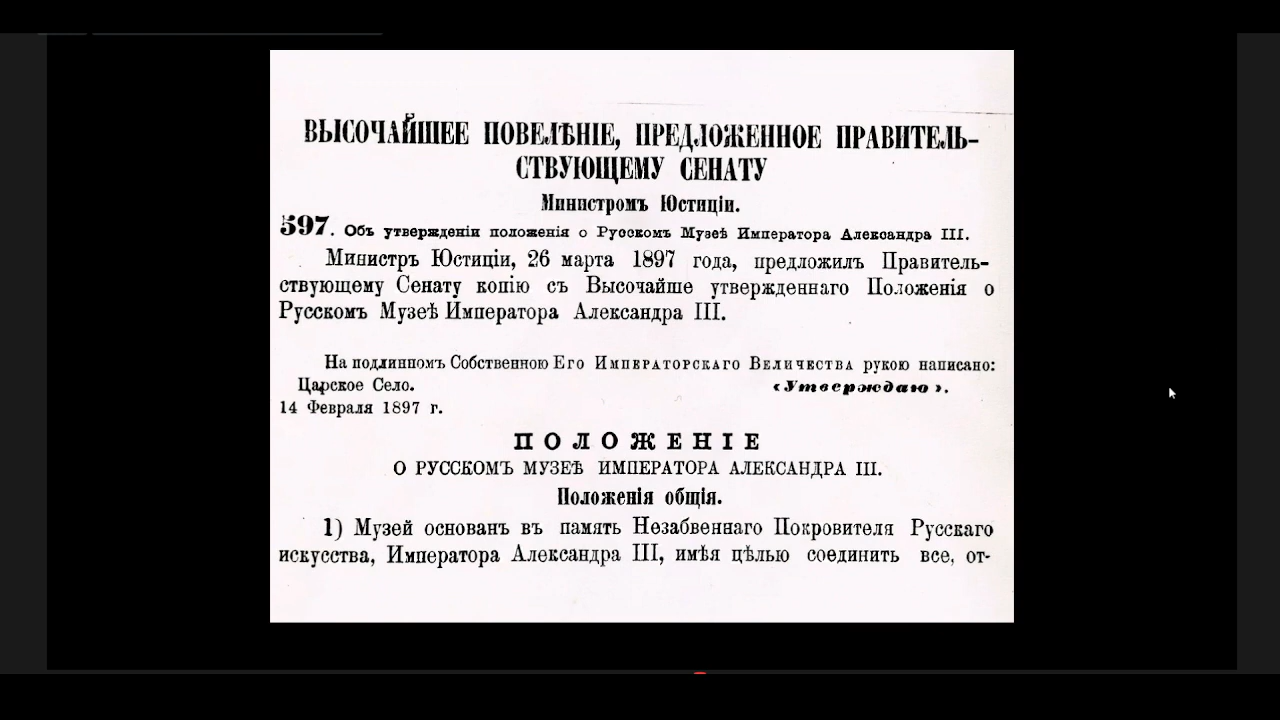 ВЫСОЧАЙШЕЕ ПОВЕЛѢНІЕ, ПРЕДЛОЖЕННОЕ ПРАВИТЕЛЬ-
СТВУЮЩЕМУ СЕНАТУ
Министромъ Юстиціи.
597. Объ утвержденіи положенія о Русскомъ Музеѣ Императора Александра III.
Министръ Юстиціи, 26 марта 1897 года, предложилъ Правитель-
ствующему Сенату копію съ Высочайше утвержденнаго Положенія о
Русскомъ Музеѣ Императора Александра III.
На подлинномъ Собственною Его Императорскаго Величества рукою написано:
Царское Село. «Утверждаю».
14 Февраля 1897 г.
ПОЛОЖЕНІЕ
О РУССКОМЪ МУЗЕѢ ИМПЕРАТОРА АЛЕКСАНДРА III.
Положенія общія.
1) Музей основанъ въ память Незабвеннаго Покровителя Русскаго
искусства, Императора Александра III, имѣя цѣлью соединить все, от-